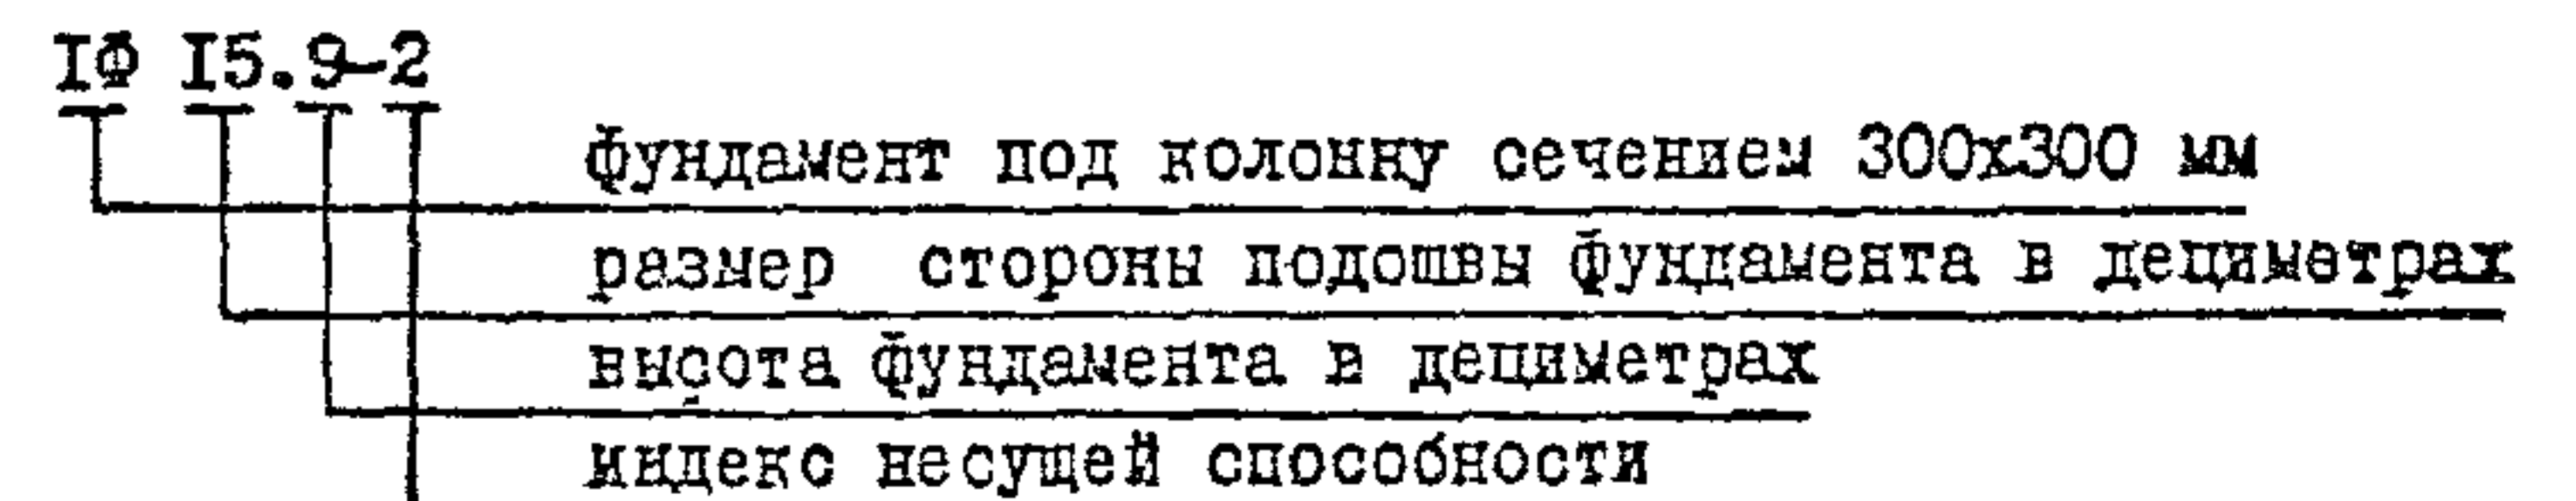 1Ф 15.9-2
фундамент под колонну сечением 300х300 мм
размер стороны подошвы фундамента в дециметрах
высота фундамента в дециметрах
индекс несущей способности